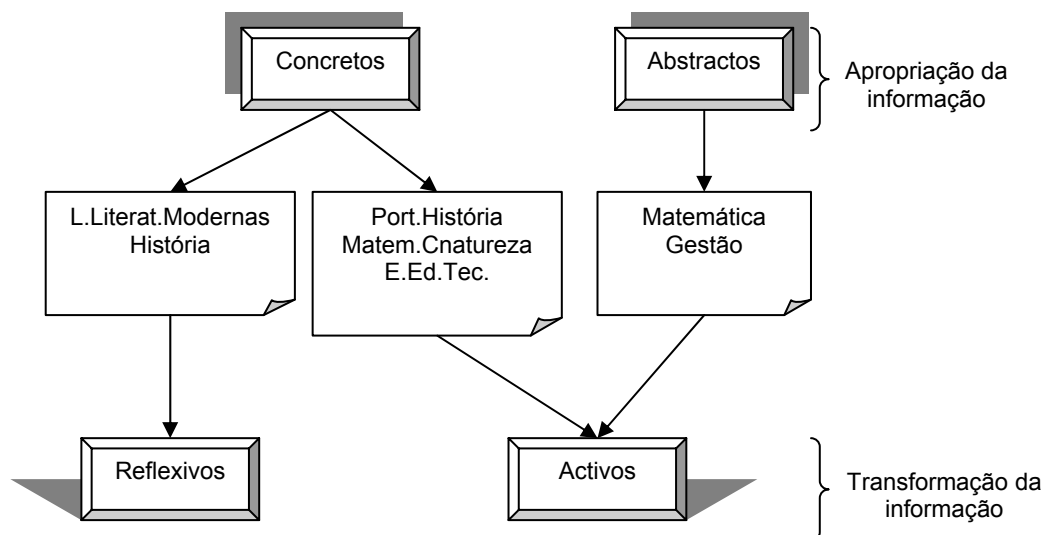 Concretos
Abstractos
Apropriação da
informação
L.Literat.Modernas
História
Port.História
Matem.Cnatureza
E.Ed.Tec.
Matemática
Gestão
Reflexivos
Activos
Transformação da
informação